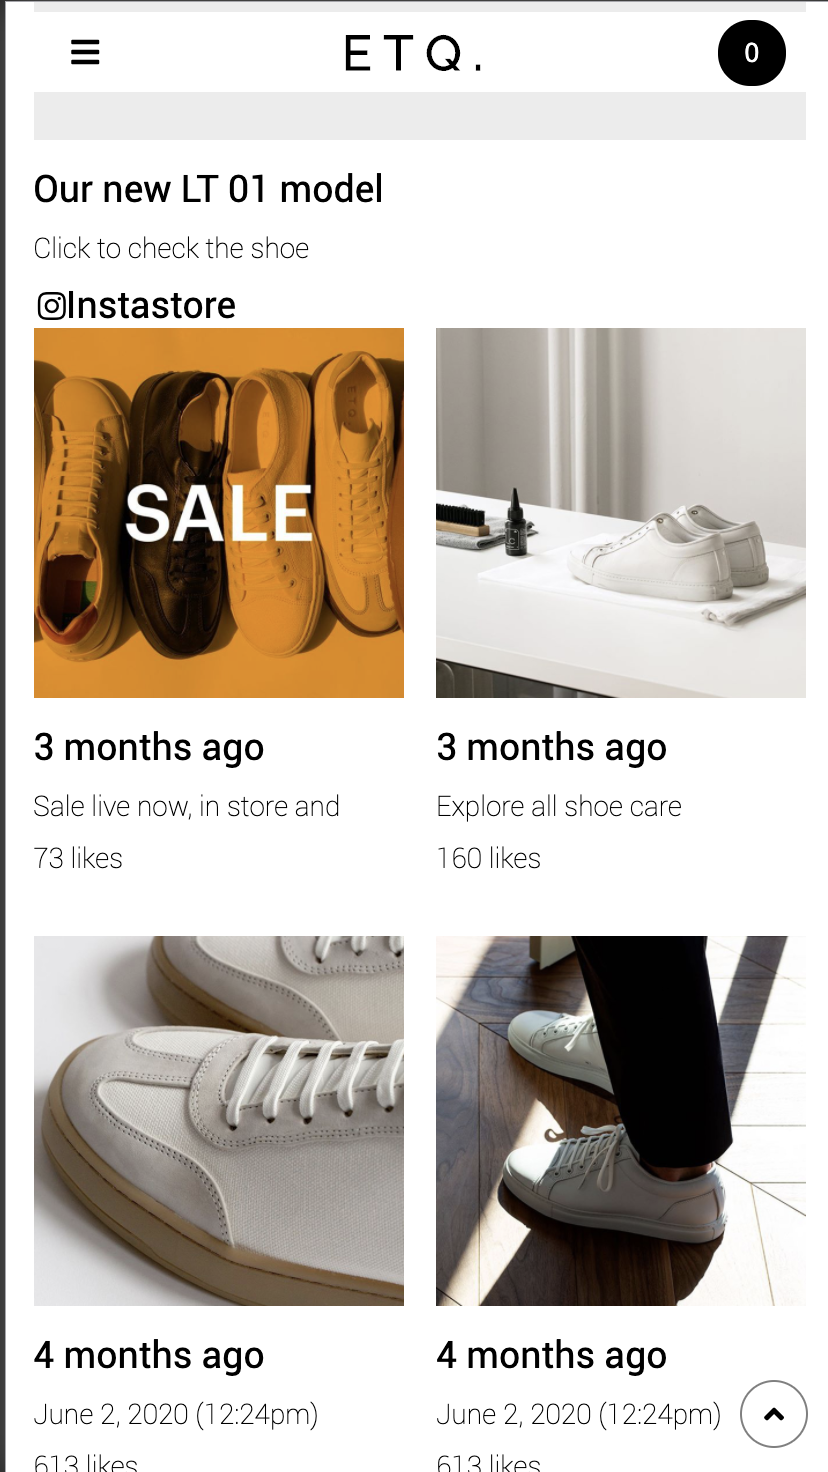 ETQ.
0
Our new LT 01 model
Click to check the shoe
Instastore
SALE
3 months ago
Sale live now, in store and
73 likes
3 months ago
Explore all shoe care
160 likes
4 months ago
June 2, 2020 (12:24pm)
613 likes
4 months ago
June 2, 2020 (12:24pm)
613 likes